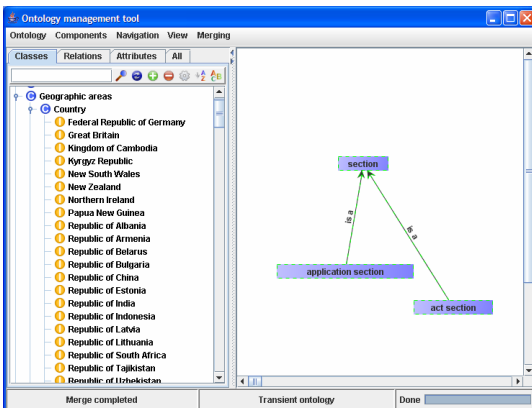 Ontology management tool
Ontology Components Navigation View Merging
Classes Relations Attributes All
Geographic areas
Country
Federal Republic of Germany
Great Britain
Kingdom of Cambodia
Kyrgyz Republic
New South Wales
New Zealand
Northern Ireland
Papua New Guinea
Republic of Albania
Republic of Armenia
Republic of Belarus
Republic of Bulgaria
Republic of China
Republic of Estonia
Republic of India
Republic of Indonesia
Republic of Latvia
Republic of Lithuania
Republic of South Africa
Republic of Tajikistan
Republic of Uzbekistan
section
is a
is a
application section
act section
Merge completed
Transient ontology
Done